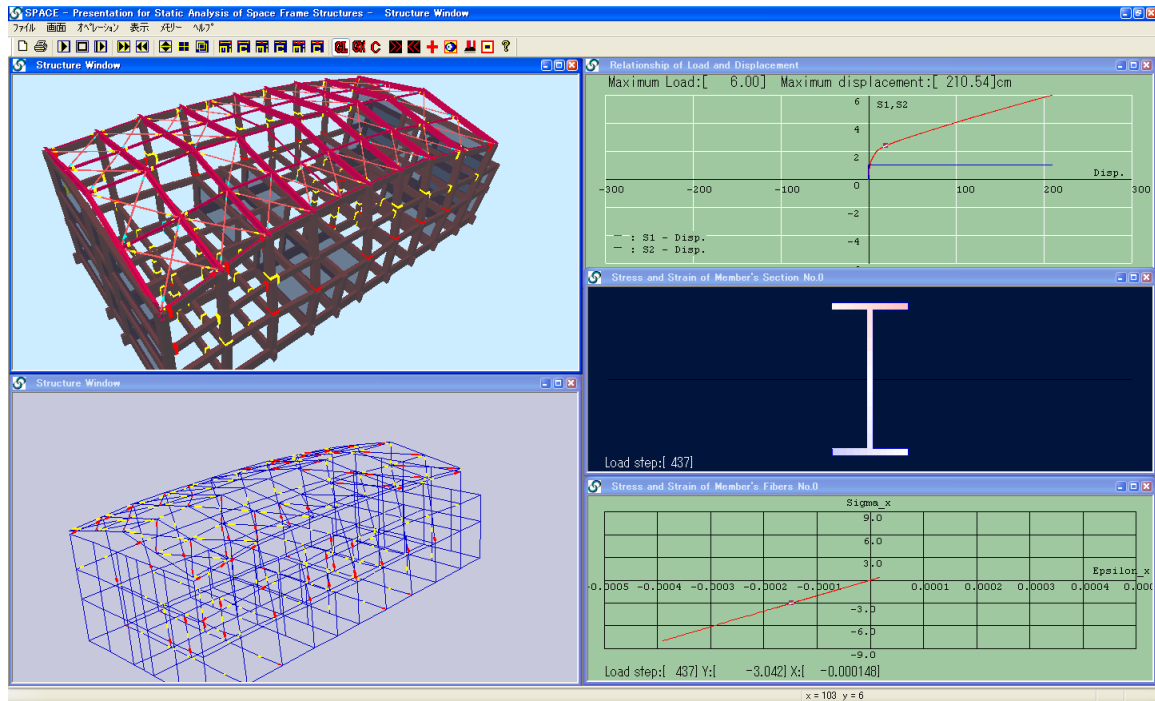 SPACE - Presentation for Static Analysis of Space Frame Structures - Structure Window
ファイル 画面 オペレーション 表示 メモリー ヘルプ
GL GX C
Structure Window
Relationship of Load and Displacement
Maximum Load:[ 6.00] Maximum displacement:[ 210.54]cm
6
S1,S2
4
2
Disp.
-300 -200 -100 0 100 200 300
-2
-4
— : S1 - Disp.
— : S2 - Disp.
Stress and Strain of Member's Section No.0
Load step:[ 437]
Structure Window
Stress and Strain of Member's Fibers No.0
Sigma_x
9.0
6.0
3.0
Epsilon_x
-0.0005 -0.0004 -0.0003 -0.0002 -0.0001 0.0001 0.0002 0.0003 0.0004
-3.0
-6.0
-9.0
Load step:[ 437] Y:[ -3.042] X:[ -0.000148]
x = 103 y = 6